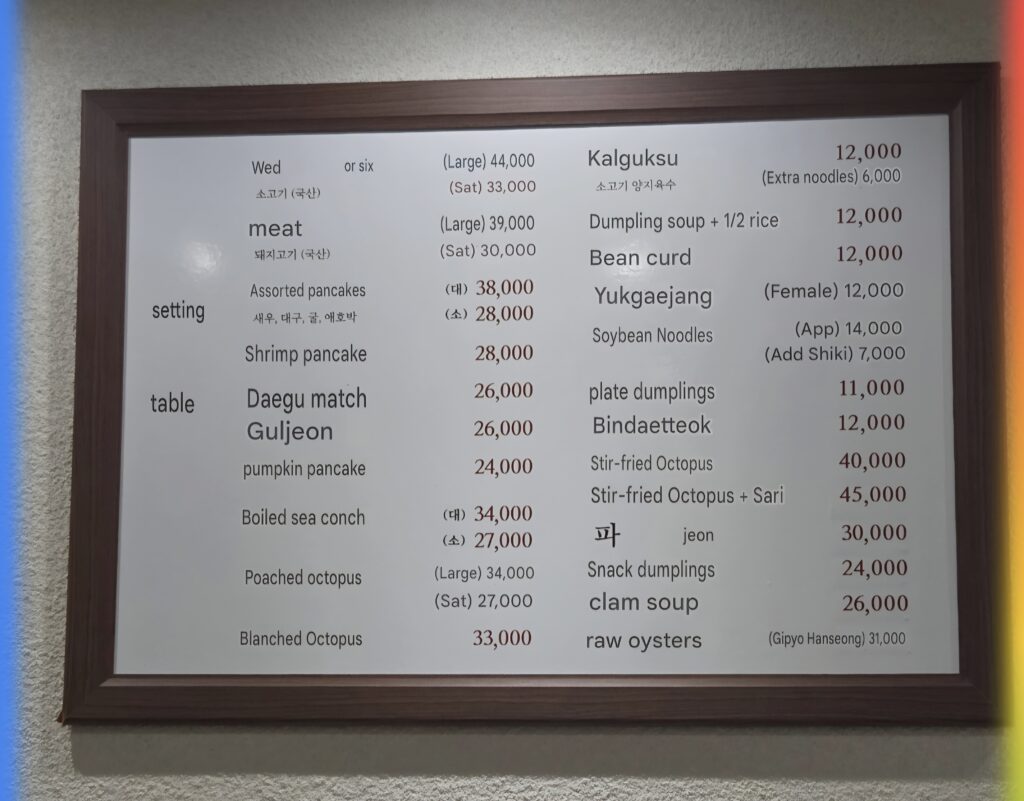 setting
table
Wed or six (Large) 44,000
소고기 (국산) (Sat) 33,000
meat (Large) 39,000
돼지고기 (국산) (Sat) 30,000
Assorted pancakes (대) 38,000
새우, 대구, 굴, 애호박 (소) 28,000
Shrimp pancake 28,000
Daegu match 26,000
Guljeon 26,000
pumpkin pancake 24,000
Boiled sea conch (대) 34,000
(소) 27,000
Poached octopus (Large) 34,000
(Sat) 27,000
Blanched Octopus 33,000
Kalguksu 12,000
소고기 양지육수 (Extra noodles) 6,000
Dumpling soup + 1/2 rice 12,000
Bean curd 12,000
Yukgaejang (Female) 12,000
Soybean Noodles (App) 14,000
(Add Shiki) 7,000
plate dumplings 11,000
Bindaetteok 12,000
Stir-fried Octopus 40,000
Stir-fried Octopus + Sari 45,000
파 jeon 30,000
Snack dumplings 24,000
clam soup 26,000
raw oysters (Gipyo Hanseong) 31,000